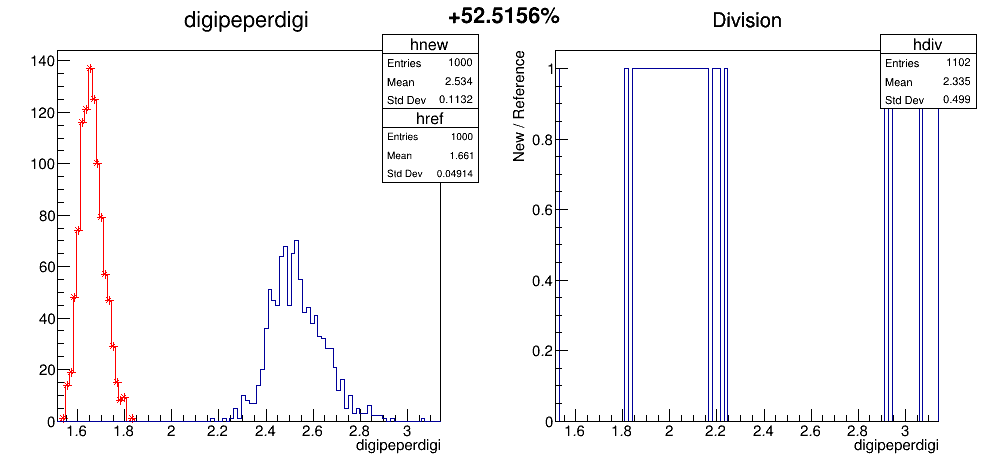 digipeperdigi
+52.5156%
Division
hnew
Entries 1000
Mean 2.534
Std Dev 0.1132
href
Entries 1000
Mean 1.661
Std Dev 0.04914
140
120
100
80
60
40
20
0
1.6 1.8 2 2.2 2.4 2.6 2.8 3
digipeperdigi
hdiv
Entries 1102
Mean 2.335
Std Dev 0.499
New / Reference
1
0.8
0.6
0.4
0.2
0
1.6 1.8 2 2.2 2.4 2.6 2.8 3
digipeperdigi